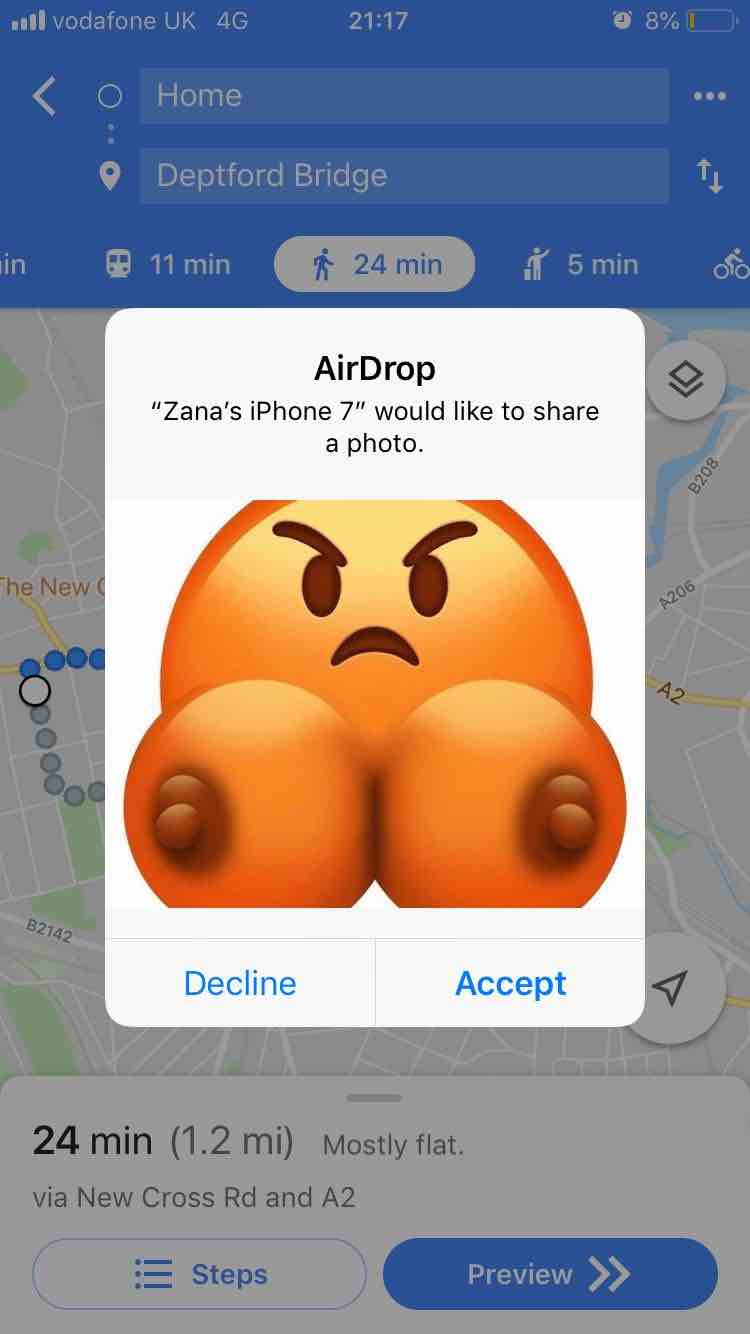 vodafone UK 4G 21:17 8%
Home
Deptford Bridge
in 11 min 24 min 5 min
AirDrop
“Zana’s iPhone 7” would like to share
a photo.
B208
The New C
A206
A2
B2142
Decline Accept
24 min (1.2 mi) Mostly flat.
via New Cross Rd and A2
Steps Preview